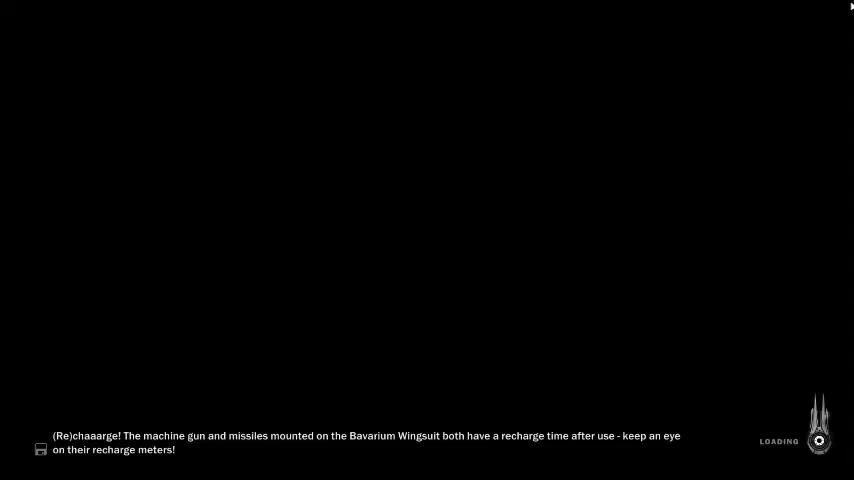 (Re)chaaarge! The machine gun and missiles mounted on the Bavarium Wingsuit both have a recharge time after use - keep an eye
on their recharge meters!
LOADING